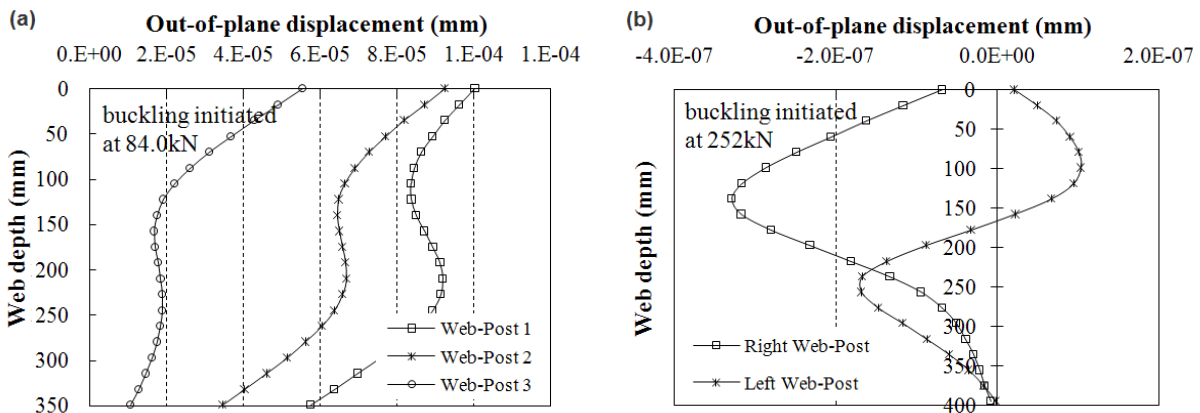 (a)
Out-of-plane displacement (mm)
0.E+00 2.E-05 4.E-05 6.E-05 8.E-05 1.E-04 1.E-04
0
50
100
150
200
250
300
350
Web depth (mm)
buckling initiated
at 84.0kN
Web-Post 1
Web-Post 2
Web-Post 3
(b)
Out-of-plane displacement (mm)
-4.0E-07 -2.0E-07 0.0E+00 2.0E-07
0
50
100
150
200
250
300
350
400
Web depth (mm)
buckling initiated
at 252kN
Right Web-Post
Left Web-Post